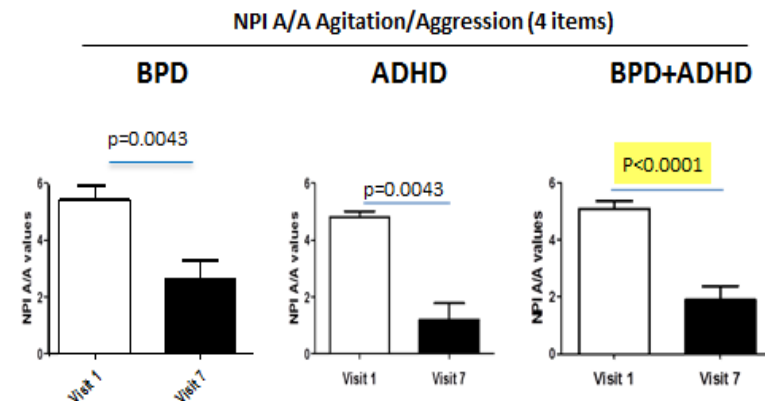 NPI A/A Agitation/Aggression (4 items)
BPD
ADHD
BPD+ADHD
p=0.0043
p=0.0043
P<0.0001
NPI A/A values
6
4
2
0
Visit 1
Visit 7
NPI A/A values
6
4
2
0
Visit 1
Visit 7
NPI A/A values
6
4
2
0
Visit 1
Visit 7